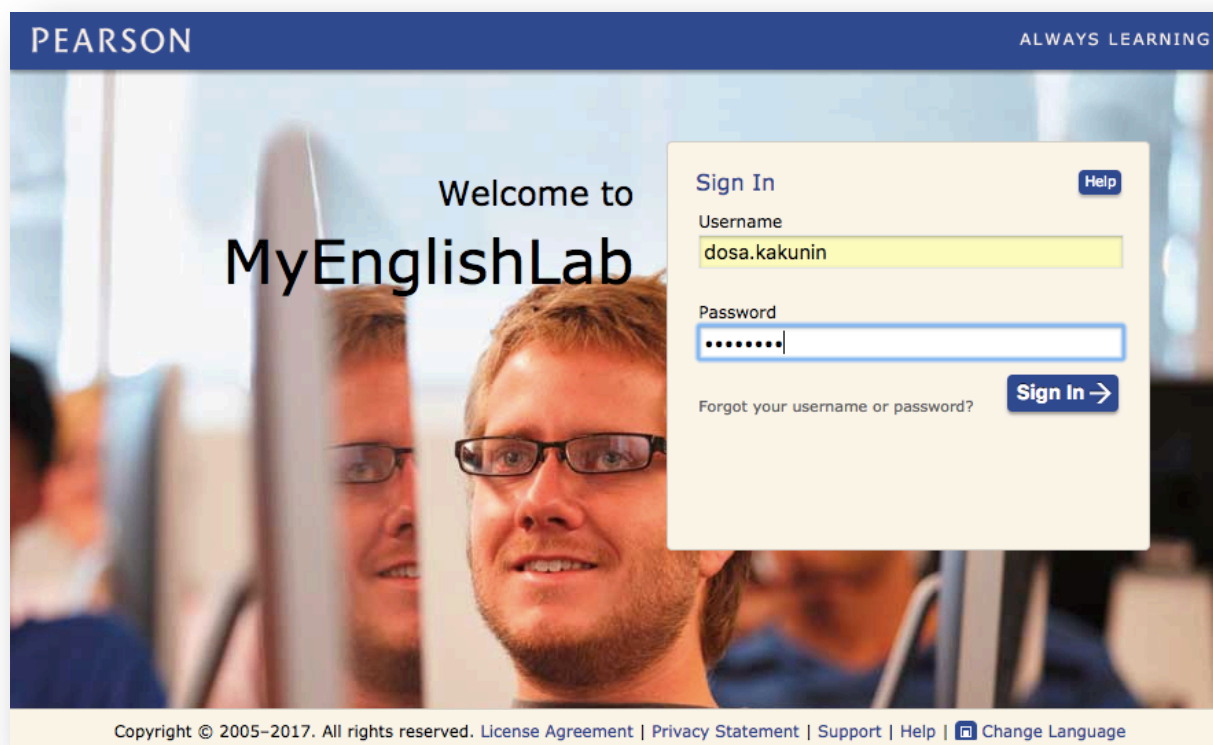 PEARSON
ALWAYS LEARNING
Welcome to
MyEnglishLab
Sign In
Help
Username
dosa.kakunin
Password
••••••••
Forgot your username or password?
Sign In →
Copyright © 2005–2017. All rights reserved. License Agreement | Privacy Statement | Support | Help | Change Language